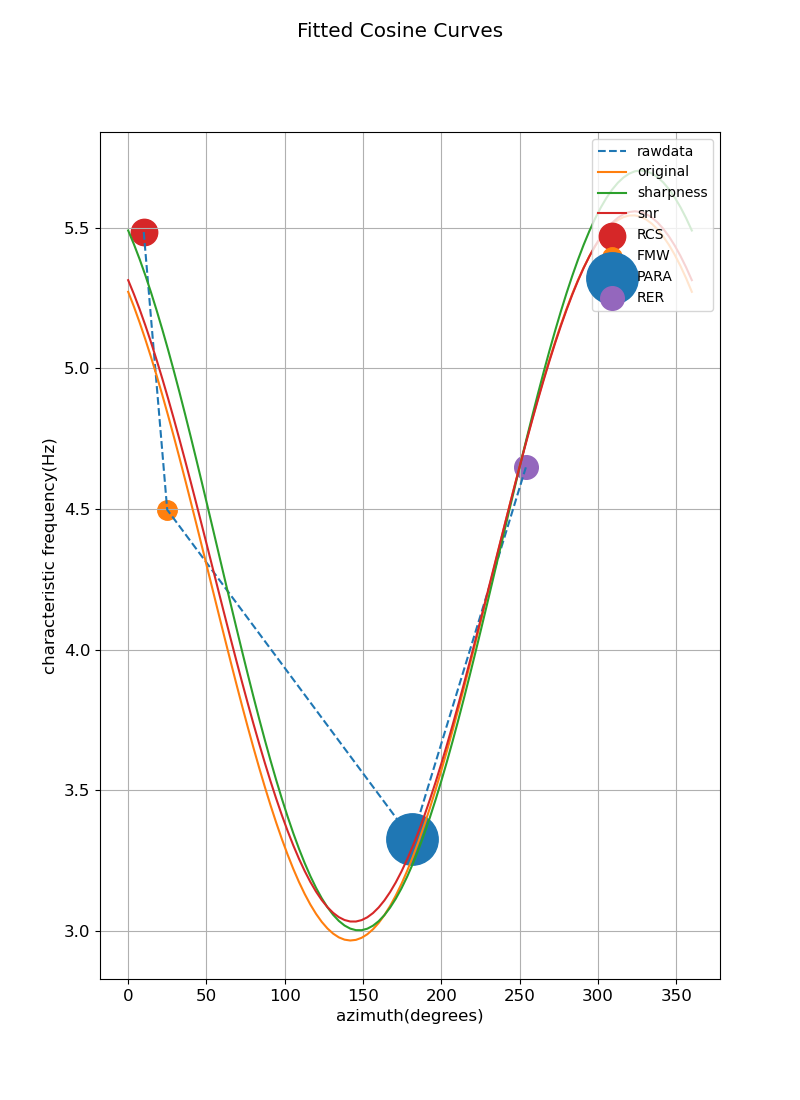 Fitted Cosine Curves
rawdata
original
sharpness
snr
RCS
FMW
PARA
RER
5.5
5.0
4.5
4.0
3.5
3.0
characteristic frequency(Hz)
0 50 100 150 200 250 300 350
azimuth(degrees)